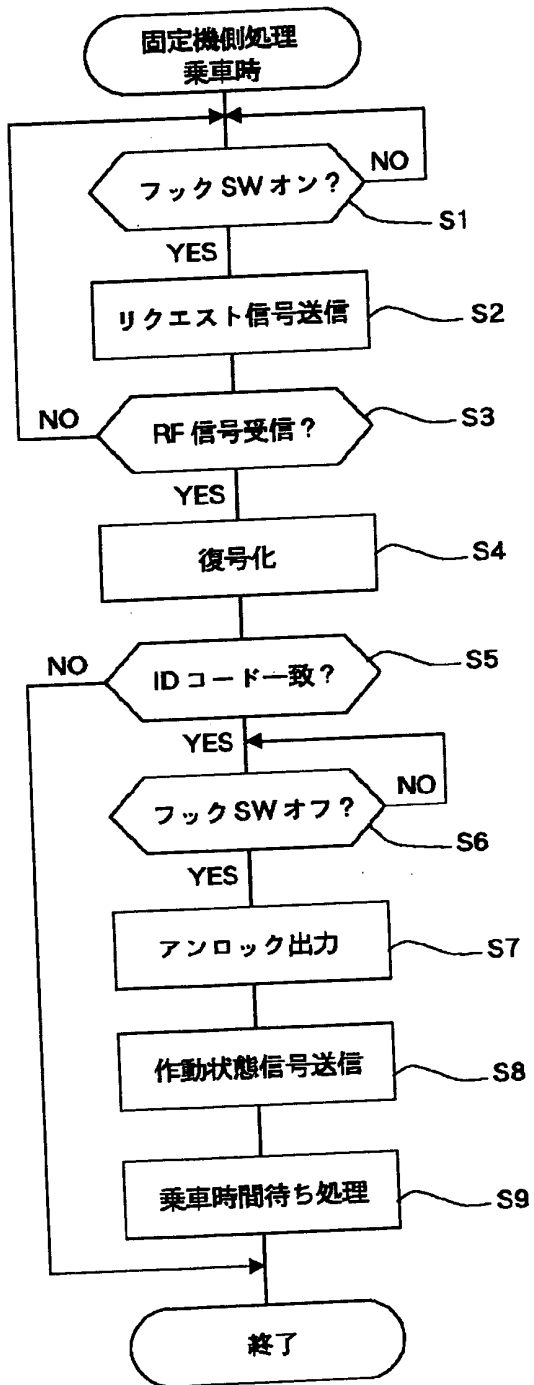 固定機側処理
乗車時
NO
フックSWオン?
S1
YES
リクエスト信号送信
S2
NO
RF信号受信?
S3
YES
復号化
S4
NO
IDコード一致?
S5
YES
NO
フックSWオフ?
S6
YES
アンロック出力
S7
作動状態信号送信
S8
乗車時間待ち処理
S9
終了